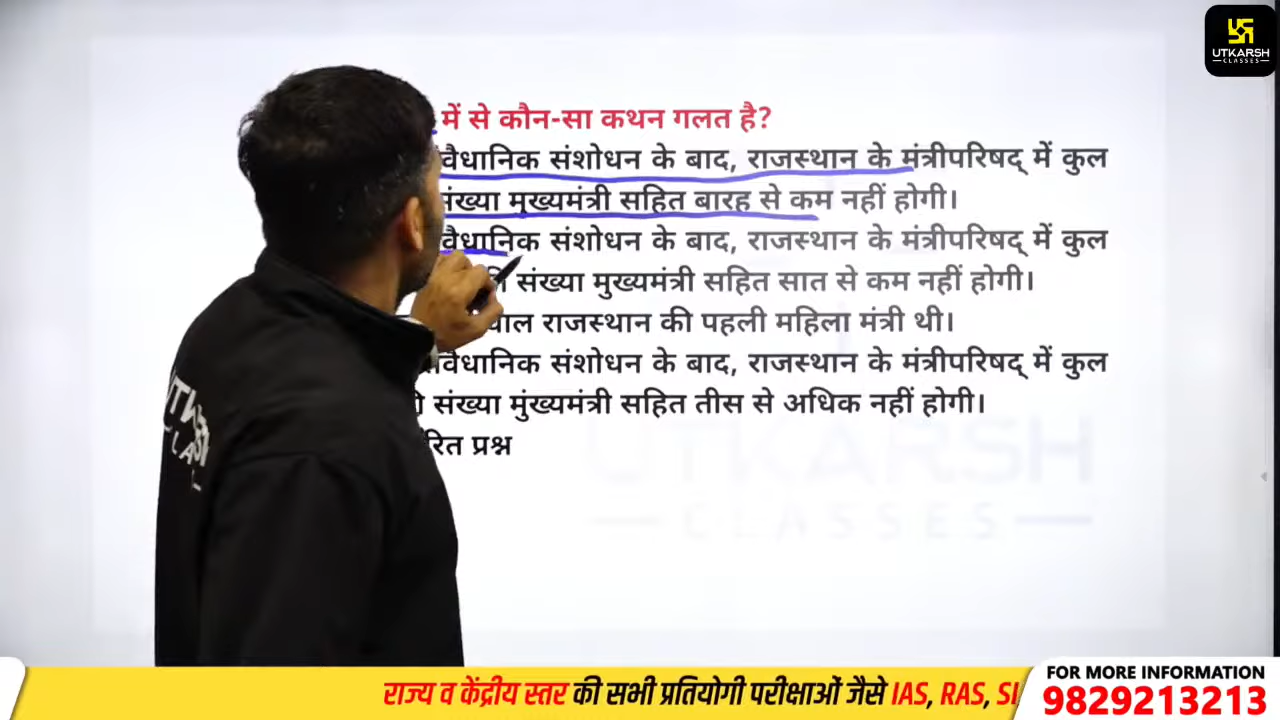 UTKARSH
CLASSES
में से कौन-सा कथन गलत है?
वैधानिक संशोधन के बाद, राजस्थान के मंत्रीपरिषद् में कुल
संख्या मुख्यमंत्री सहित बारह से कम नहीं होगी।
वैधानिक संशोधन के बाद, राजस्थान के मंत्रीपरिषद् में कुल
संख्या मुख्यमंत्री सहित सात से कम नहीं होगी।
राजस्थान की पहली महिला मंत्री थी।
वैधानिक संशोधन के बाद, राजस्थान के मंत्रीपरिषद् में कुल
संख्या मुंख्यमंत्री सहित तीस से अधिक नहीं होगी।
प्रश्न
UTKARSH
CLASSES
राज्य व केंद्रीय स्तर की सभी प्रतियोगी परीक्षाओं जैसे IAS, RAS, SI,
FOR MORE INFORMATION
9829213213